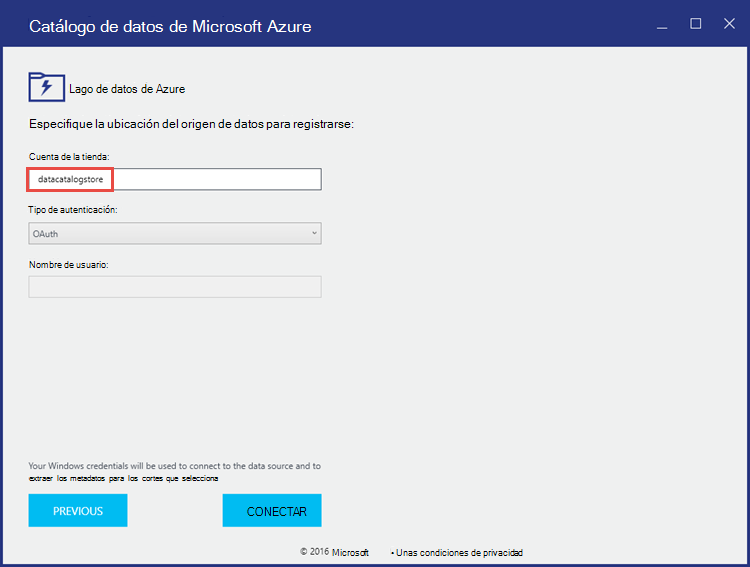 Catálogo de datos de Microsoft Azure
Lago de datos de Azure
Especifique la ubicación del origen de datos para registrarse:
Cuenta de la tienda:
datacatalogstore
Tipo de autenticación:
OAuth
Nombre de usuario:
Your Windows credentials will be used to connect to the data source and to
extraer los metadatos para los cortes que selecciona
PREVIOUS CONECTAR
© 2016 Microsoft • Unas condiciones de privacidad